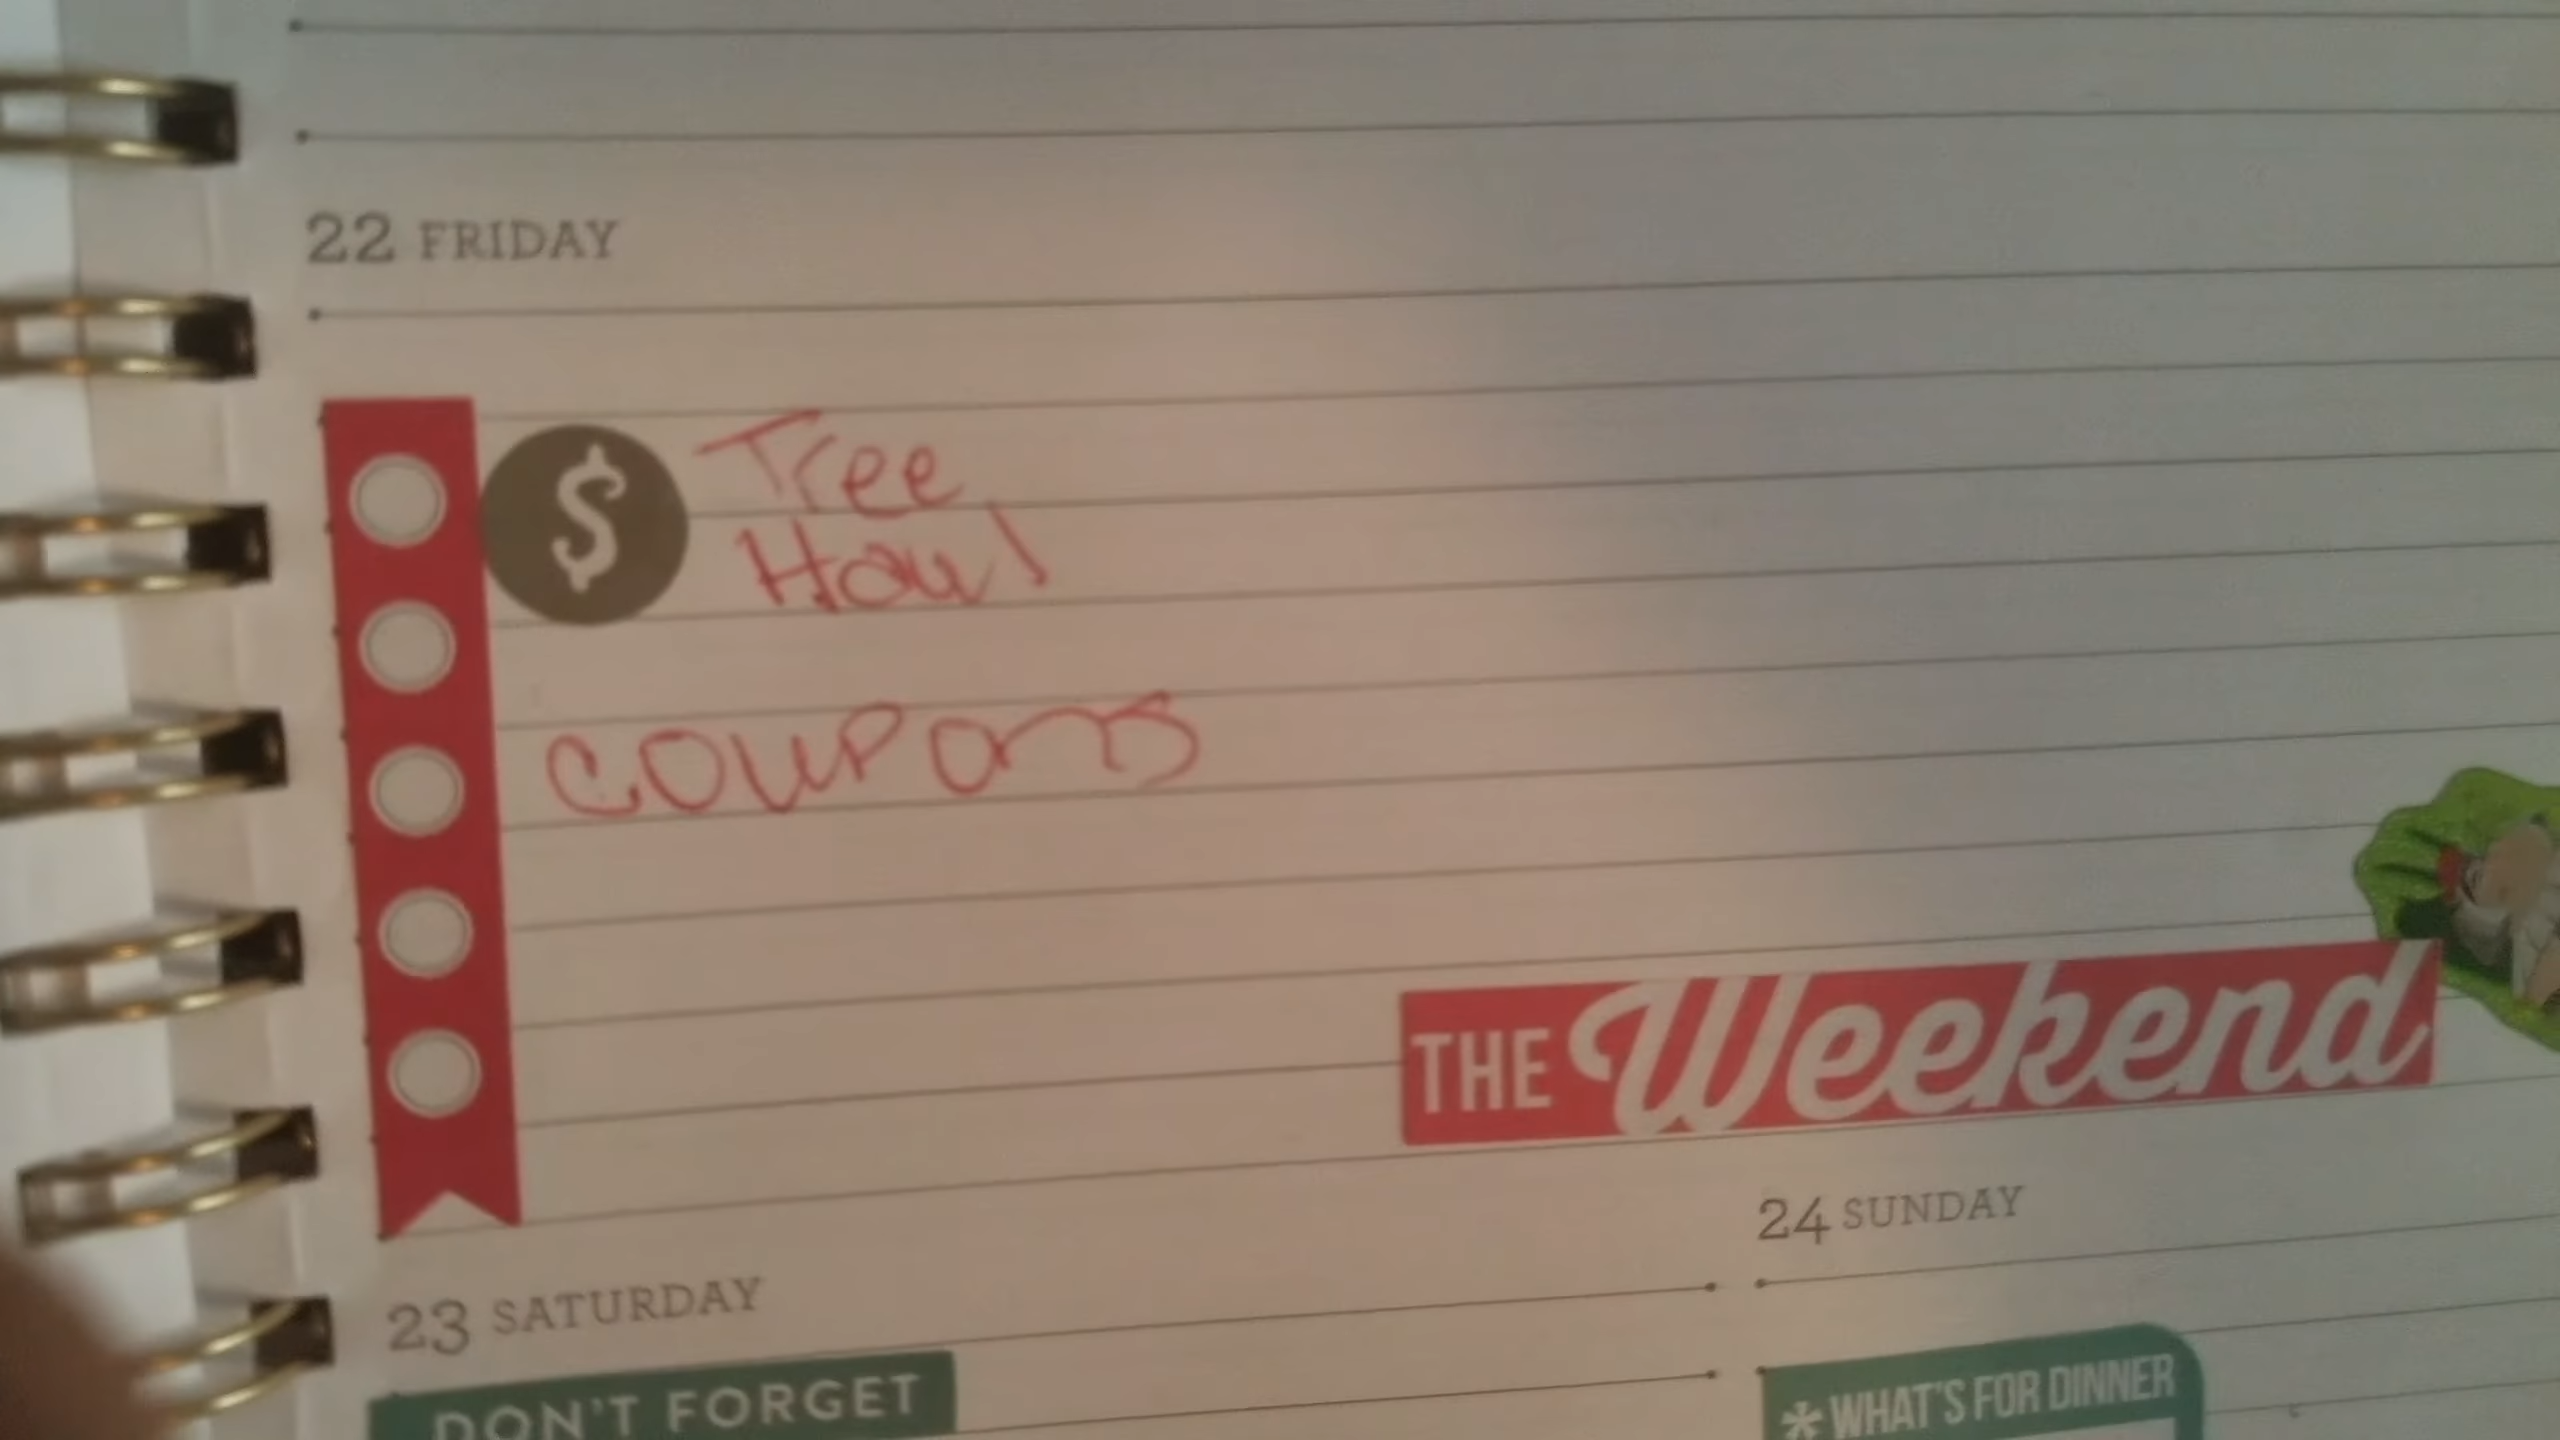 22 FRIDAY
$ Tree
Haul
COUPONS
THE Weekend
24 SUNDAY
23 SATURDAY
DON'T FORGET
*WHAT'S FOR DINNER